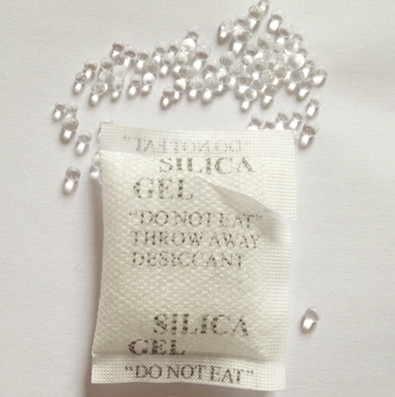 "DO NOT EAT"
SILICA
GEL
"DO NOT EAT"
THROW AWAY
DESICCANT
SILICA
GEL
"DO NOT EAT"